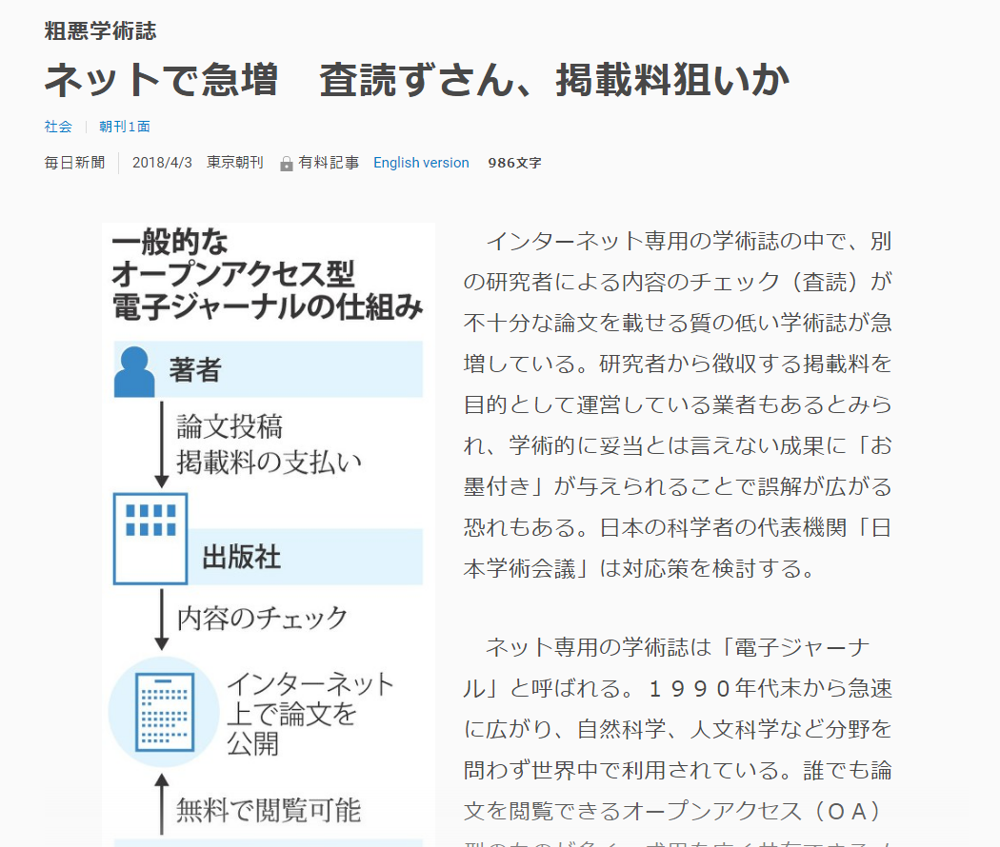 粗悪学術誌
ネットで急増　査読ずさん、掲載料狙いか
社会
朝刊1面
毎日新聞
2018/4/3　東京朝刊
有料記事
English version
986文字
一般的な
オープンアクセス型
電子ジャーナルの仕組み
著者
論文投稿
掲載料の支払い
出版社
内容のチェック
インターネット
上で論文を
公開
無料で閲覧可能
　インターネット専用の学術誌の中で、別
の研究者による内容のチェック（査読）が
不十分な論文を載せる質の低い学術誌が急
増している。研究者から徴収する掲載料を
目的として運営している業者もあるとみら
れ、学術的に妥当とは言えない成果に「お
墨付き」が与えられることで誤解が広がる
恐れもある。日本の科学者の代表機関「日
本学術会議」は対応策を検討する。
　ネット専用の学術誌は「電子ジャーナ
ル」と呼ばれる。１９９０年代末から急速
に広がり、自然科学、人文科学など分野を
問わず世界中で利用されている。誰でも論
文を閲覧できるオープンアクセス（ＯＡ）